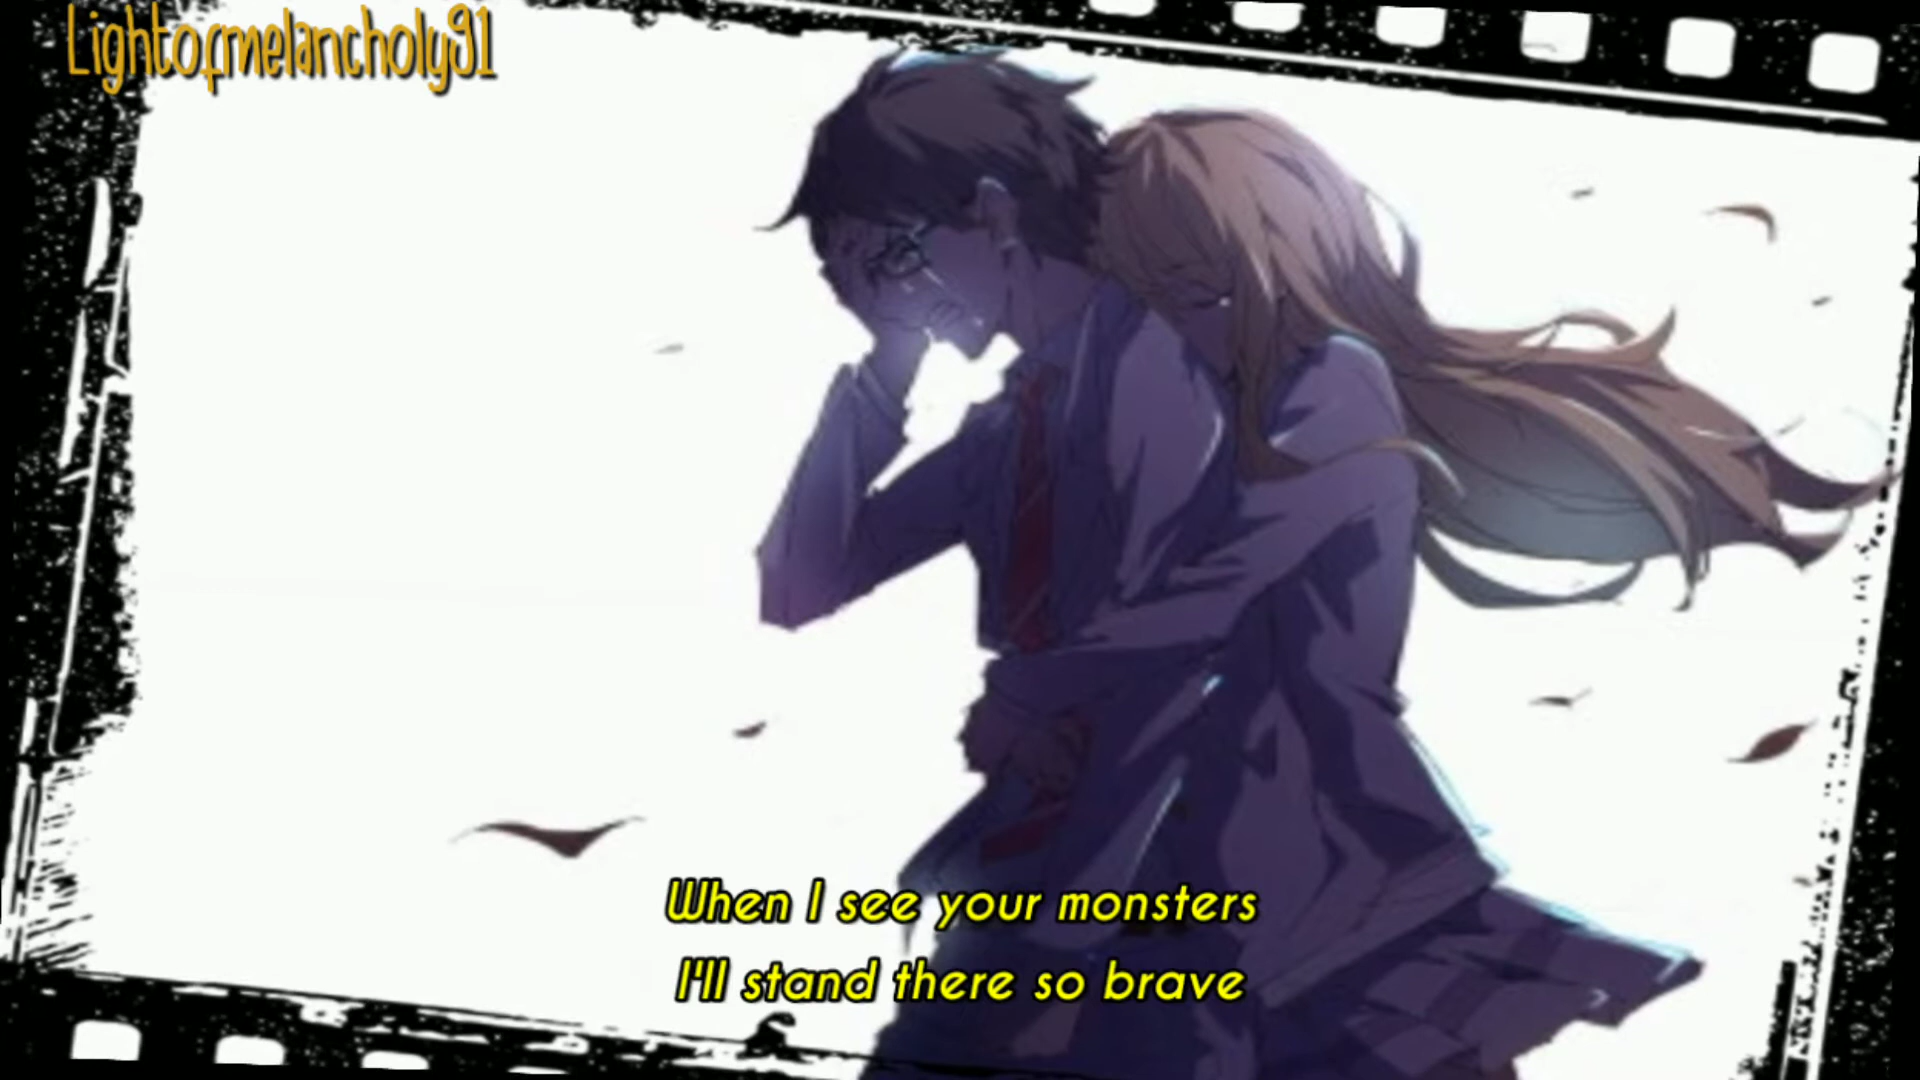 Lightofmelancholy91
When I see your monsters
I'll stand there so brave